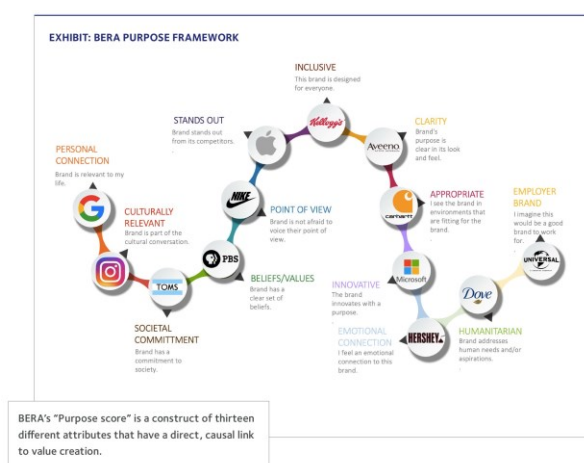 EXHIBIT: BERA PURPOSE FRAMEWORK
PERSONAL
CONNECTION
Brand is relevant to my
life.
CULTURALLY
RELEVANT
Brand is part of the
cultural conversation.
TOMS
SOCIETAL
COMMITTMENT
Brand has a
commitment to
society.
PBS
BELIEFS/VALUES
Brand has a
clear set of
beliefs.
NIKE
POINT OF VIEW
Brand is not afraid to
voice their point of
view.
STANDS OUT
Brand stands out
from its competitors.
INCLUSIVE
This brand is designed
for everyone.
Kellogg's
CLARITY
Brand's
purpose is
clear in its look
and feel.
Aveeno
APPROPRIATE
I see the brand in
environments that
are fitting for the
brand.
carhartt
INNOVATIVE
The brand
innovates with a
purpose.
Microsoft
EMOTIONAL
CONNECTION
I feel an emotional
connection to this
brand.
HERSHEY
HUMANITARIAN
Brand addresses
human needs and/or
aspirations.
Dove
EMPLOYER
BRAND
I imagine this
would be a good
brand to work
for.
UNIVERSAL
BERA's "Purpose score" is a construct of thirteen
different attributes that have a direct, causal link
to value creation.